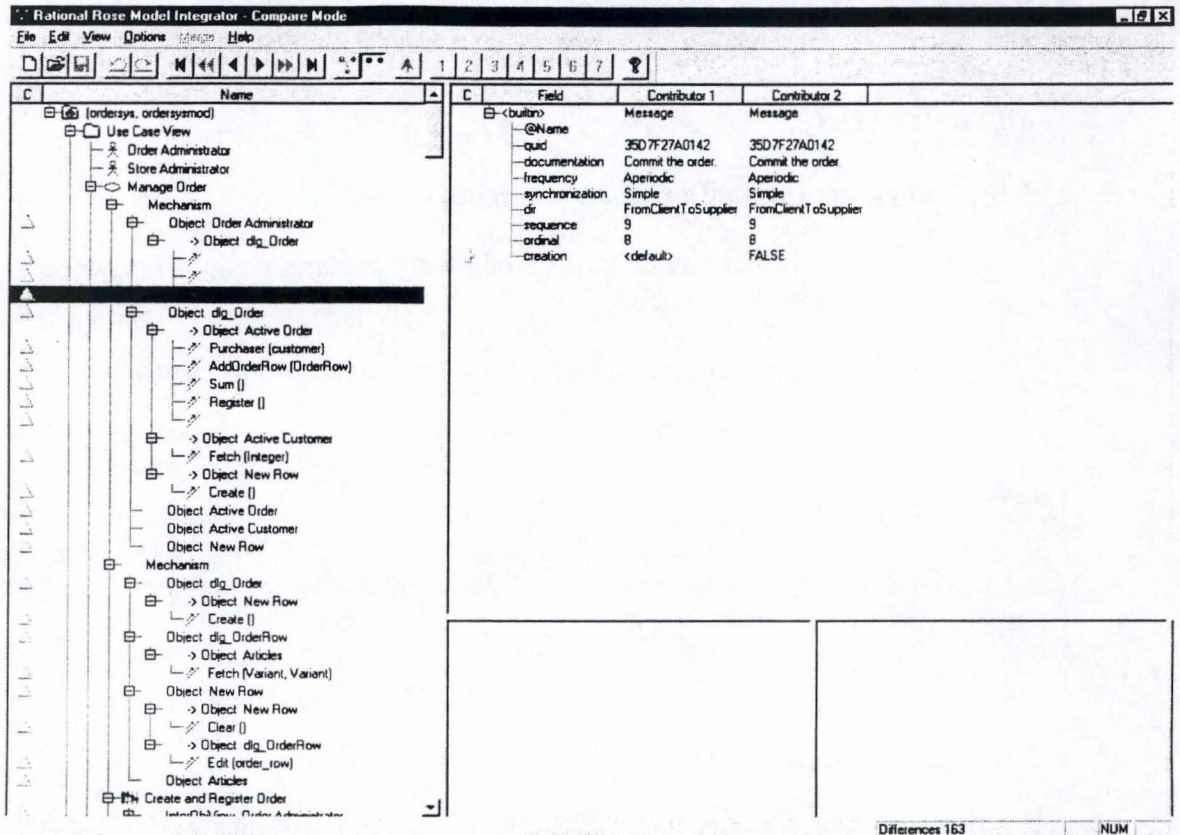 Rational Rose Model Integrator - Compare Mode
File Edit View Options Merge Help
1 2 3 4 5 6 7
C Name
(ordersys, ordersysmod)
Use Case View
Order Administrator
Store Administrator
Manage Order
Mechanism
Object Order Administrator
-> Object dlg_Order
Object dlg_Order
-> Object Active Order
Purchaser (customer)
AddOrderRow (OrderRow)
Sum ()
Register ()
-> Object Active Customer
Fetch (Integer)
-> Object New Row
Create ()
Object Active Order
Object Active Customer
Object New Row
Mechanism
Object dlg_Order
-> Object New Row
Create ()
Object dlg_OrderRow
-> Object Articles
Fetch (Variant, Variant)
Object New Row
-> Object New Row
Clear ()
-> Object dlg_OrderRow
Edit (order_row)
Object Articles
Create and Register Order
C Field Contributor 1 Contributor 2
<builtin> Message Message
@Name
quid 35D7F27A0142 35D7F27A0142
documentation Commit the order. Commit the order.
frequency Aperiodic Aperiodic
synchronization Simple Simple
dir FromClientToSupplier FromClientToSupplier
sequence 9 9
ordinal 8 8
creation <default> FALSE
Differences 163 NUM